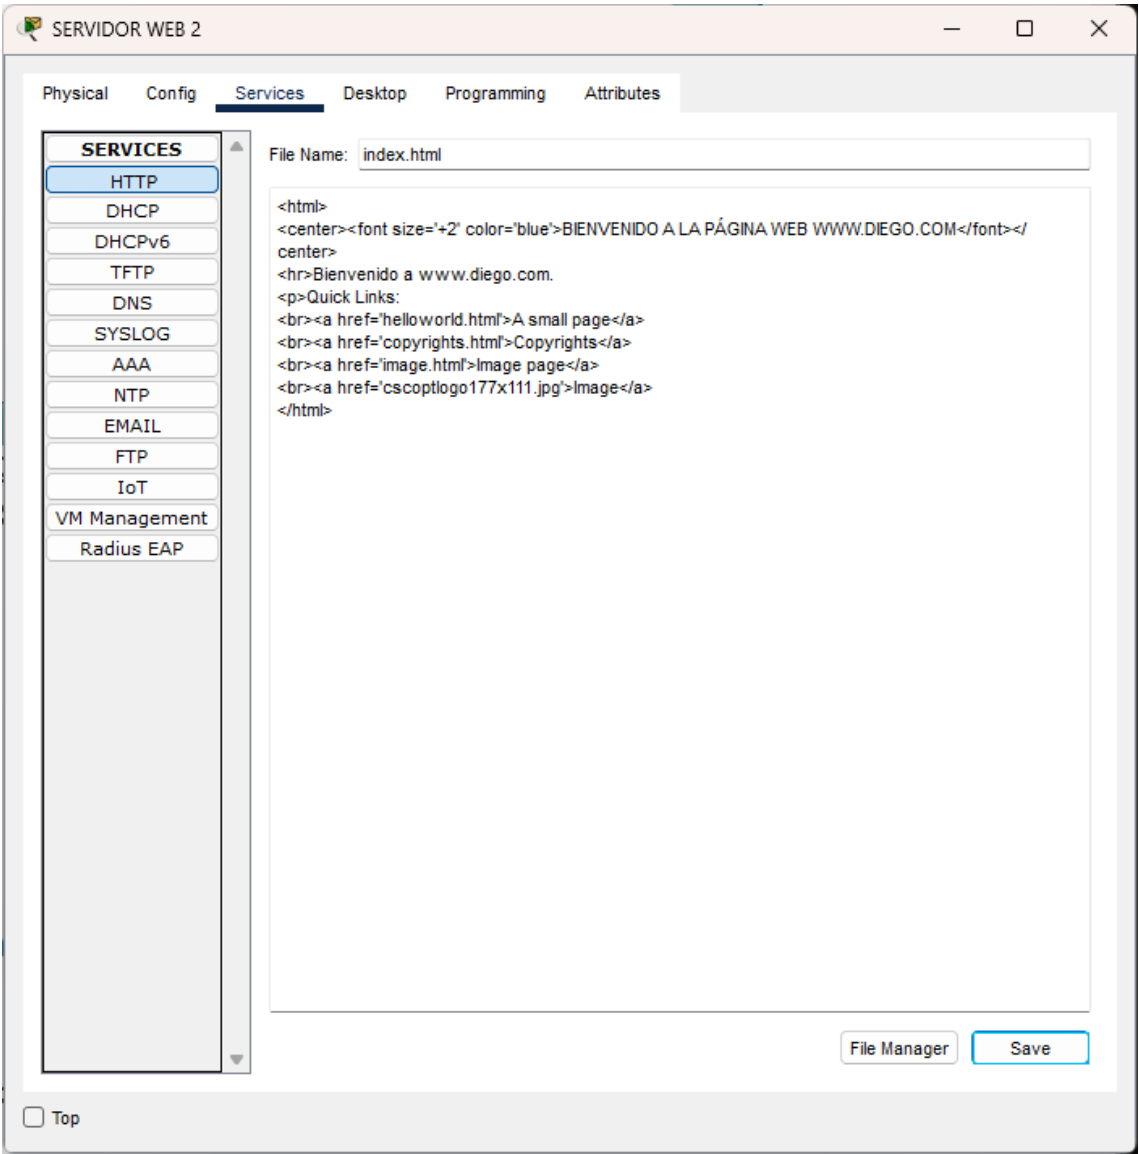 SERVIDOR WEB 2
Physical Config Services Desktop Programming Attributes
SERVICES
HTTP
DHCP
DHCPv6
TFTP
DNS
SYSLOG
AAA
NTP
EMAIL
FTP
IoT
VM Management
Radius EAP
File Name: index.html
<html>
<center><font size='+2' color='blue'>BIENVENIDO A LA PÁGINA WEB WWW.DIEGO.COM</font></
center>
<hr>Bienvenido a www.diego.com.
<p>Quick Links:
<br><a href='helloworld.html'>A small page</a>
<br><a href='copyrights.html'>Copyrights</a>
<br><a href='image.html'>Image page</a>
<br><a href='cscoptlogo177x111.jpg'>Image</a>
</html>
File Manager Save
Top